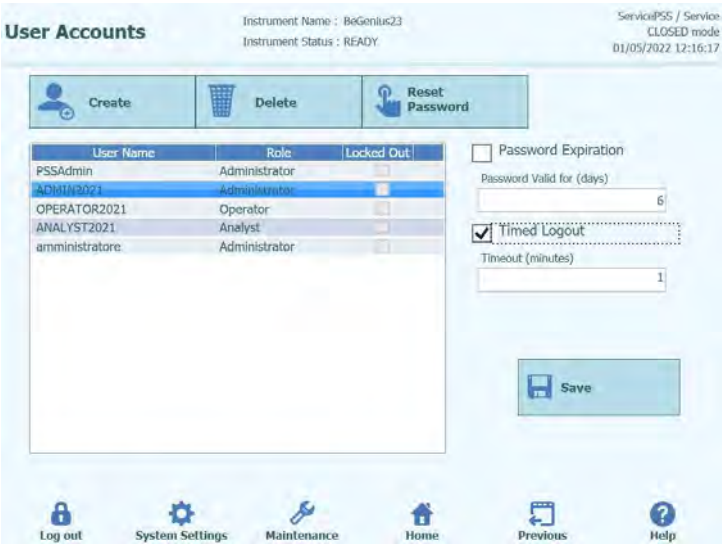 User Accounts
Instrument Name : BeGenius23
Instrument Status : READY
ServicePSS / Service
CLOSED mode
01/05/2022 12:16:17
Create
Delete
Reset
Password
User Name Role Locked Out
PSSAdmin Administrator
ADMIN2021 Administrator
OPERATOR2021 Operator
ANALYST2021 Analyst
amministratore Administrator
Password Expiration
Password Valid for (days)
6
Timed Logout
Timeout (minutes)
1
Save
Log out System Settings Maintenance Home Previous Help